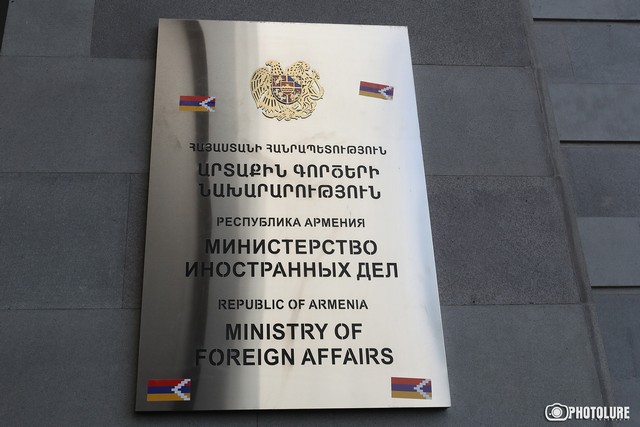 ՀԱՅԱՍՏԱՆԻ ՀԱՆՐԱՊԵՏՈՒԹՅՈՒՆ
ԱՐՏԱՔԻՆ ԳՈՐԾԵՐԻ
ՆԱԽԱՐԱՐՈՒԹՅՈՒՆ
РЕСПУБЛИКА АРМЕНИЯ
МИНИСТЕРСТВО
ИНОСТРАННЫХ ДЕЛ
REPUBLIC OF ARMENIA
MINISTRY OF
FOREIGN AFFAIRS
PHOTOLURE